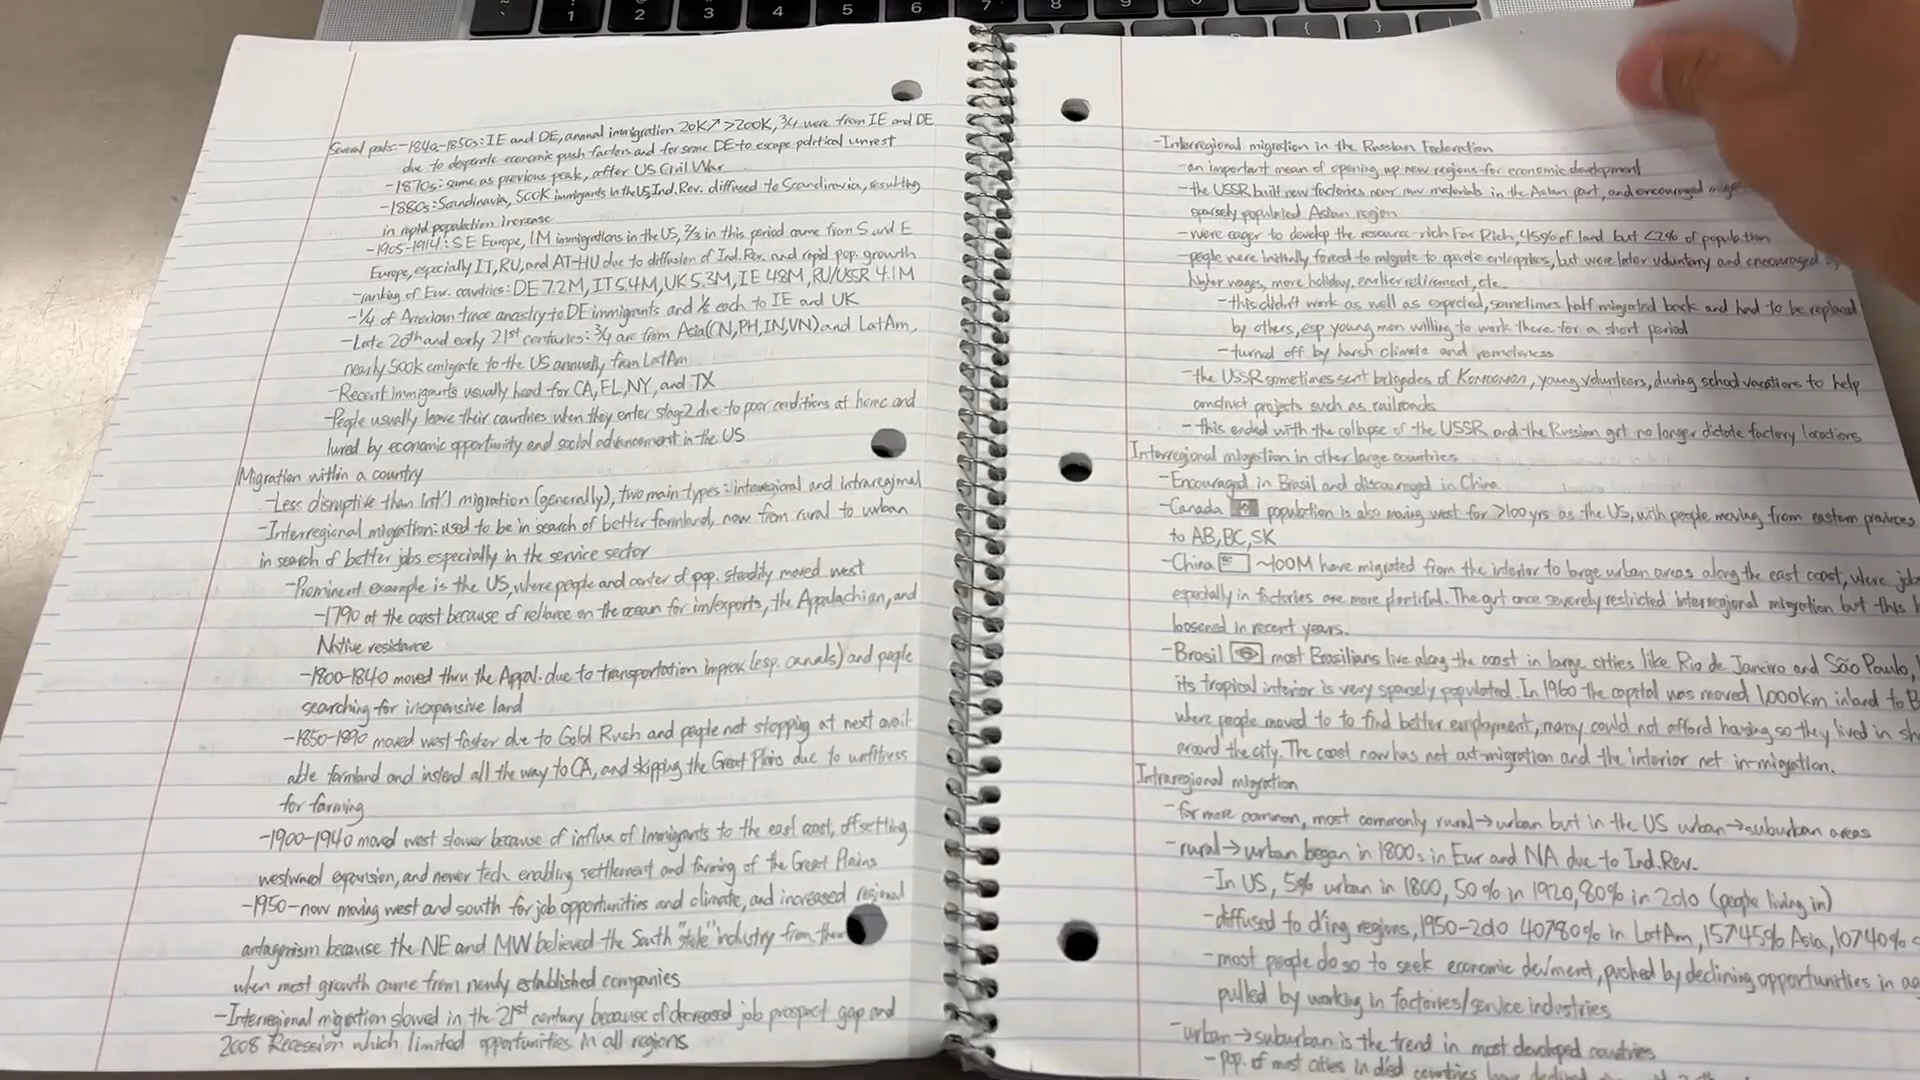 Several peaks:-1840-1850s: IE and DE, annual immigration 20K↗>200K, ¾ were from IE and DE
due to desperate economic push factors and for some DE to escape political unrest
-1870s: same as previous peak, after US Civil War
-1880s: Scandinavia, 500K immigrants in the US, Ind. Rev. diffused to Scandinavia, resulting
in rapid population increase
-1905-1914: SE Europe, 1M immigrations in the US, ⅔ in this period came from S and E
Europe, especially IT, RU, and AT-HU due to diffusion of Ind. Rev. and rapid pop. growth
-ranking of Eur. countries: DE 7.2M, IT 5.4M, UK 5.3M, IE 4.8M, RU/USSR 4.1M
-¼ of American trace ancestry to DE immigrants and ⅛ each to IE and UK
-Late 20th and early 21st centuries: ¾ are from Asia (CN, PH, IN, VN) and LatAm,
nearly 500k emigrate to the US annually from LatAm
-Recent immigrants usually head for CA, FL, NY, and TX
-People usually leave their countries when they enter stage 2 due to poor conditions at home and
lured by economic opportunity and social advancement in the US
Migration within a country
-Less disruptive than int'l migration (generally), two main types: interregional and intraregional
-Interregional migration: used to be in search of better farmland, now from rural to urban
in search of better jobs especially in the service sector
-Prominent example is the US, where people and center of pop. steadily moved west
-1790 at the coast because of reliance on the ocean for im/exports, the Appalachian, and
Native resistance
-1800-1840 moved thru the Appal. due to transportation improv. (esp. canals) and people
searching for inexpensive land
-1850-1890 moved west faster due to Gold Rush and people not stopping at next avail
able farmland and instead all the way to CA, and skipping the Great Plains due to unfitness
for farming
-1900-1940 moved west slower because of influx of Immigrants to the east coast, offsetting
westward expansion, and newer tech enabling settlement and farming of the Great Plains
-1950-now moving west and south for job opportunities and climate, and increased regional
antagonism because the NE and MW believed the South "stole" industry from
when most growth came from newly established companies
-Interregional migration slowed in the 21st century because of decreased job prospect gap and
2008 Recession which limited opportunities in all regions
-Interregional migration in the Russian Federation
-an important mean of opening up new regions for economic development
-the USSR built new factories near raw materials in the Asian part, and encouraged
sparsely populated Asian region
-were eager to develop the resource-rich Far Rich, 45% of land but <2% of population
-people were initially forced to migrate to operate enterprises, but were later voluntary and encouraged
higher wages, more holiday, earlier retirement, etc.
-this didn't work as well as expected, sometimes half migrated back and had to be replaced
by others, esp young men willing to work there for a short period
-turned off by harsh climate and remoteness
-the USSR sometimes sent brigades of Komsomon, young volunteers, during school vacations to help
construct projects such as railroads
-this ended with the collapse of the USSR and the Russian gvt no longer dictate factory locations
Interregional migration in other large countries
-Encouraged in Brasil and discouraged in China
-Canada population is also moving west for >100yrs as the US, with people moving from eastern provinces
to AB, BC, SK
-China ~100M have migrated from the interior to large urban areas along the east coast, where
especially in factories are more plentiful. The gvt once severely restricted interregional migration but this
loosened in recent years.
-Brasil most Brasilians live along the coast in large cities like Rio de Janeiro and São Paulo,
its tropical interior is very sparsely populated. In 1960 the capital was moved 1,000km inland to
where people moved to to find better employment, many could not afford housing so they lived in
around the city. The coast now has net out-migration and the interior net in-migration.
Intraregional migration
-far more common, most commonly rural→urban but in the US urban→suburban areas
-rural→urban began in 1800s in Eur and NA due to Ind. Rev.
-In US, 5% urban in 1800, 50% in 1920, 80% in 2010 (people living in)
-diffused to d'ing regions, 1950-2010 40↗80% in LatAm, 15↗45% Asia, 10↗40%
-most people do so to seek economic dev/ment, pushed by declining opportunities in
pulled by working in factories/service industries
-urban→suburban is the trend in most developed countries
-pop. of most cities in d'ed countries have declined